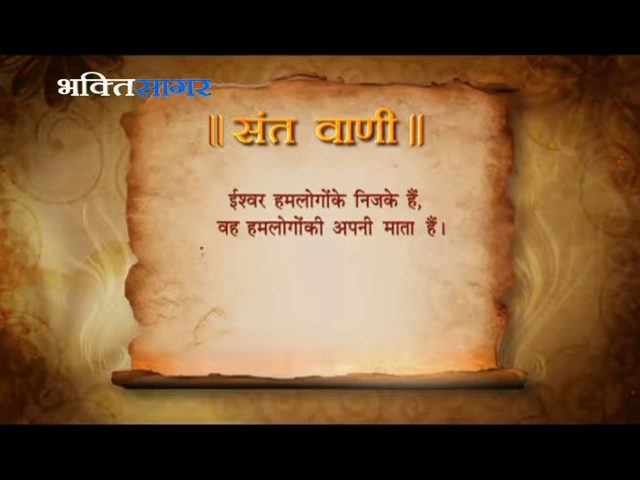 भक्तिसागर
॥ संत वाणी ॥
ईश्वर हमलोगोंके निजके हैं,
वह हमलोगोंकी अपनी माता हैं।